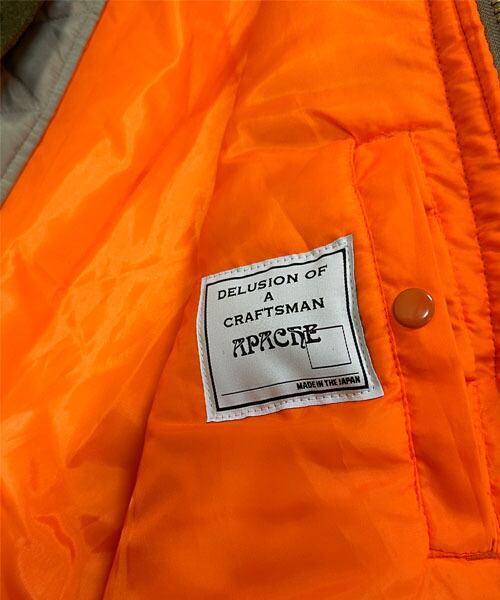 DELUSION OF
A
CRAFTSMAN
APACHE
MADE IN THE JAPAN